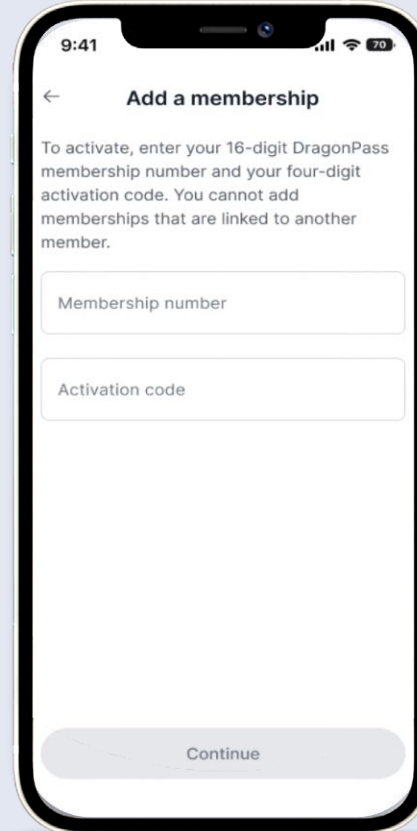 9:41
70
Add a membership
To activate, enter your 16-digit DragonPass
membership number and your four-digit
activation code. You cannot add
memberships that are linked to another
member.
Membership number
Activation code
Continue